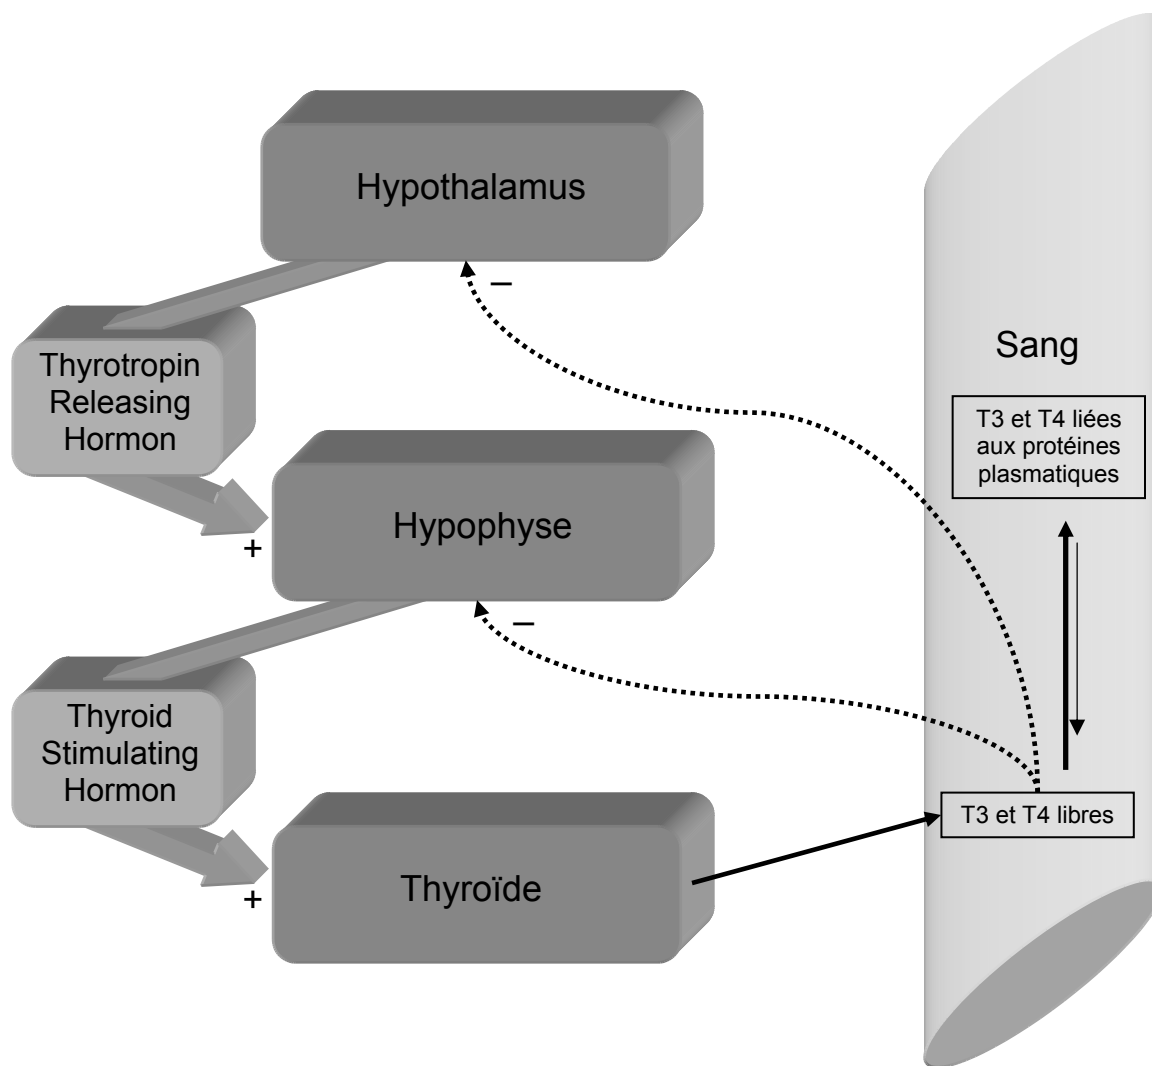 Hypothalamus
–
Thyrotropin
Releasing
Hormon
+
Hypophyse
–
Thyroid
Stimulating
Hormon
+
Thyroïde
Sang
T3 et T4 liées
aux protéines
plasmatiques
T3 et T4 libres